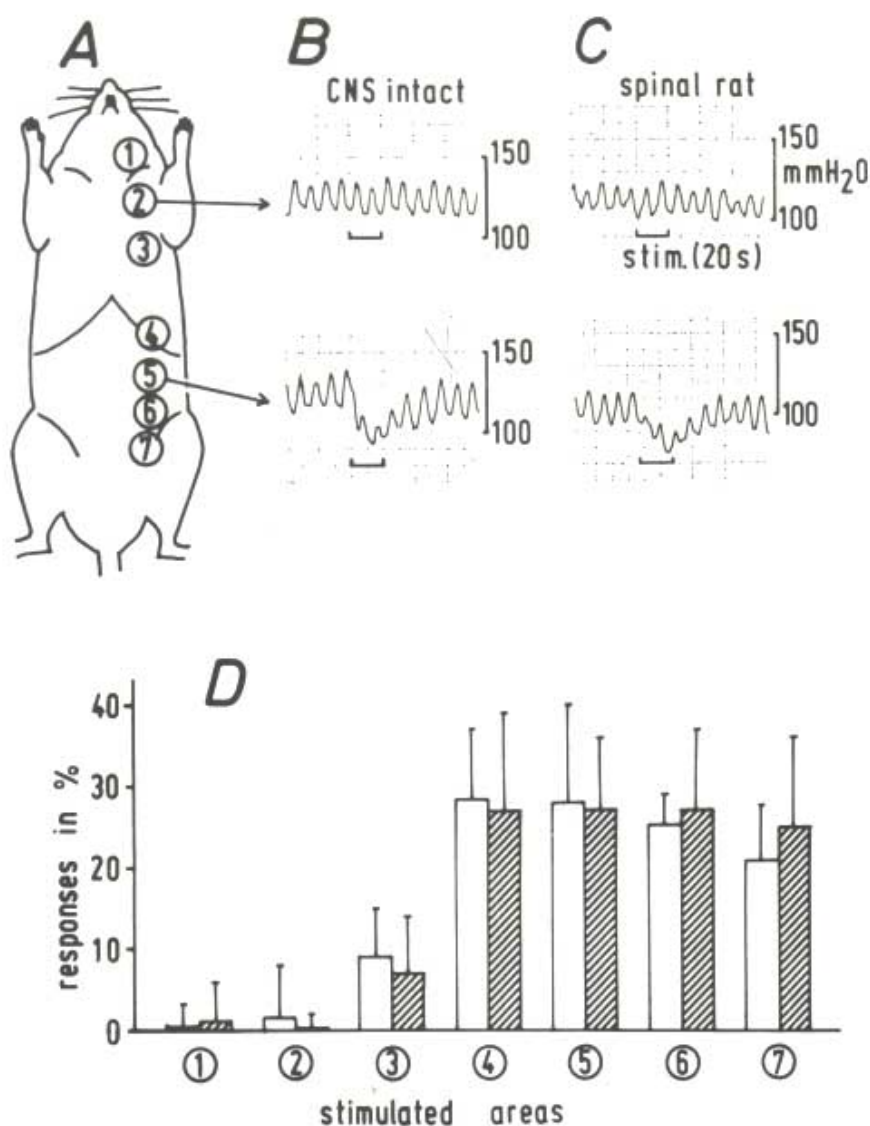 A
B
C
CNS intact
spinal rat
①
②
③
④
⑤
⑥
⑦
150
100
150
mmH₂O
100
stim.(20s)
150
100
150
100
D
responses in %
40
30
20
10
0
① ② ③ ④ ⑤ ⑥ ⑦
stimulated areas